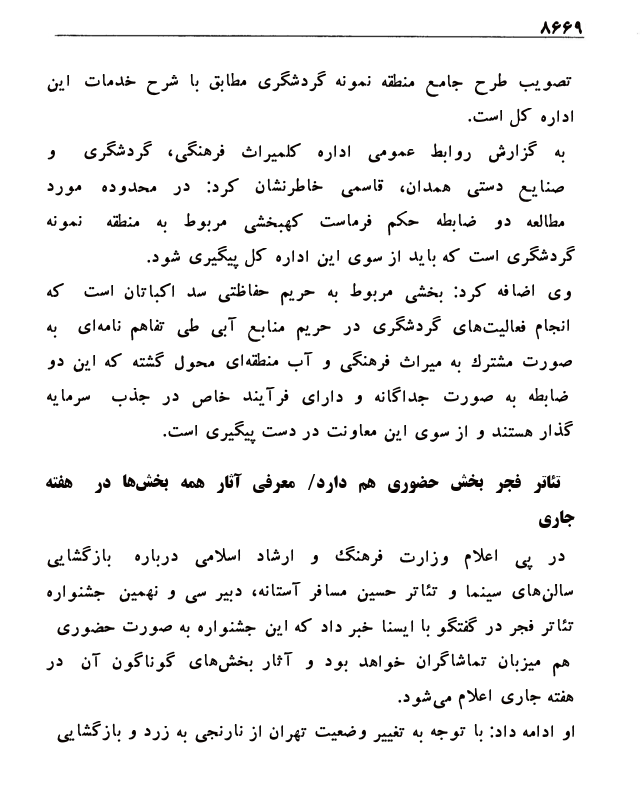 ۸۶۶۹
تصویب طرح جامع منطقه نمونه گردشگری مطابق با شرح خدمات این
اداره کل است.
به گزارش روابط عمومی اداره کلمیراث فرهنگی، گردشگری و
صنایع دستی همدان، قاسمی خاطرنشان کرد: در محدوده مورد
مطالعه دو ضابطه حکم فرماست کهبخشی مربوط به منطقه نمونه
گردشگری است که باید از سوی این اداره کل پیگیری شود.
وی اضافه کرد: بخشی مربوط به حریم حفاظتی سد اکباتان است که
انجام فعالیت‌های گردشگری در حریم منابع آبی طی تفاهم نامه‌ای به
صورت مشترک به میراث فرهنگی و آب منطقه‌ای محول گشته که این دو
ضابطه به صورت جداگانه و دارای فرآیند خاص در جذب سرمایه
گذار هستند و از سوی این معاونت در دست پیگیری است.
تئاتر فجر بخش حضوری هم دارد/ معرفی آثار همه بخش‌ها در هفته
جاری
در پی اعلام وزارت فرهنگ و ارشاد اسلامی درباره بازگشایی
سالن‌های سینما و تئاتر حسین مسافر آستانه، دبیر سی و نهمین جشنواره
تئاتر فجر در گفتگو با ایسنا خبر داد که این جشنواره به صورت حضوری
هم میزبان تماشاگران خواهد بود و آثار بخش‌های گوناگون آن در
هفته جاری اعلام می‌شود.
او ادامه داد: با توجه به تغییر وضعیت تهران از نارنجی به زرد و بازگشایی